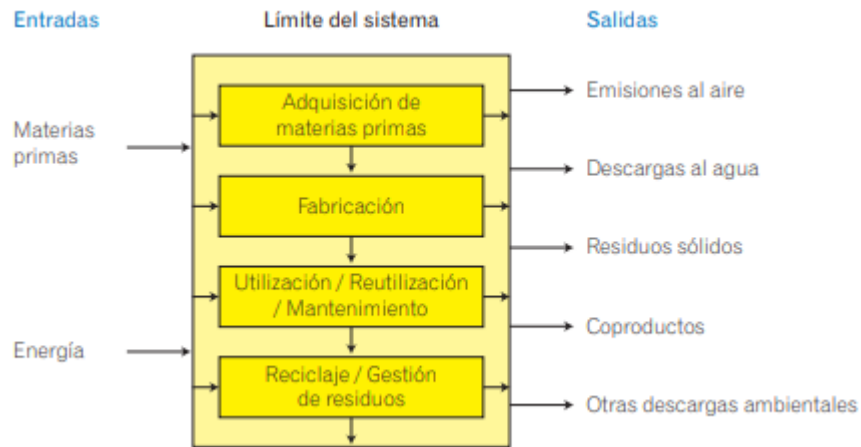 Entradas
Límite del sistema
Salidas
Adquisición de
materias primas
Fabricación
Utilización / Reutilización
/ Mantenimiento
Reciclaje / Gestión
de residuos
Materias
primas
Energía
Emisiones al aire
Descargas al agua
Residuos sólidos
Coproductos
Otras descargas ambientales